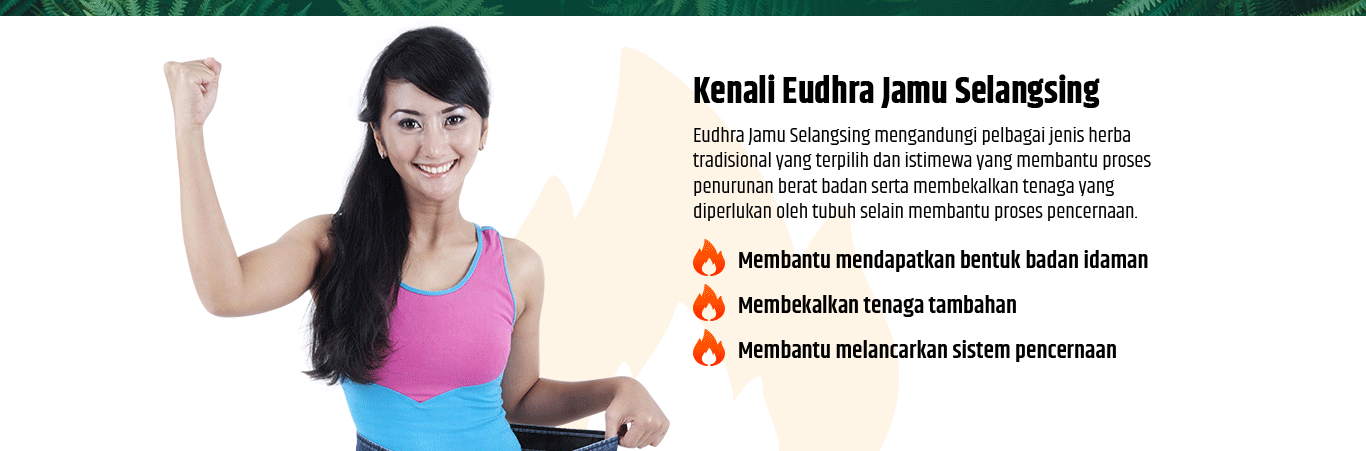 Kenali Eudhra Jamu Selangsing
Eudhra Jamu Selangsing mengandungi pelbagai jenis herba
tradisional yang terpilih dan istimewa yang membantu proses
penurunan berat badan serta membekalkan tenaga yang
diperlukan oleh tubuh selain membantu proses pencernaan.
Membantu mendapatkan bentuk badan idaman
Membekalkan tenaga tambahan
Membantu melancarkan sistem pencernaan